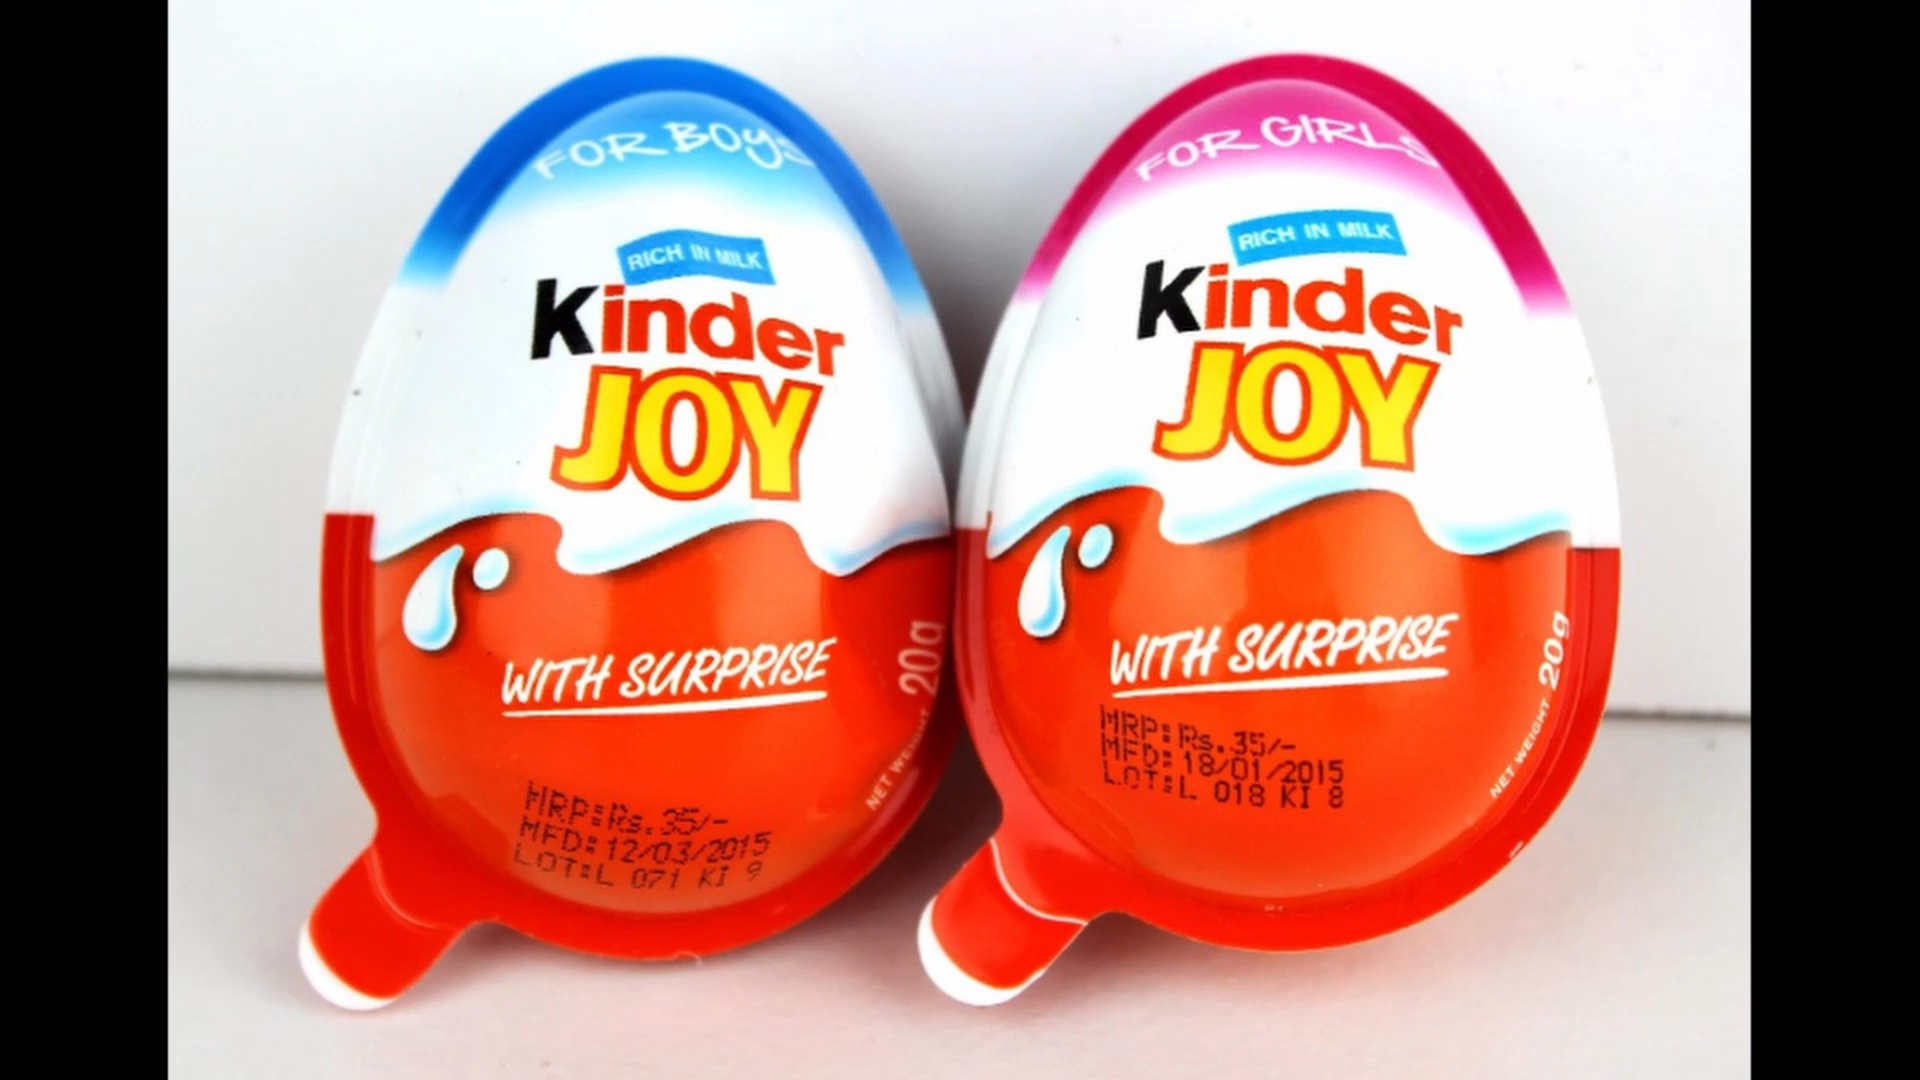 FOR BOYS
RICH IN MILK
Kinder
JOY
WITH SURPRISE
NET WEIGHT 20g
MRP:Rs.35/-
MFD:12/03/2015
LOT:L 071 KI 9
FOR GIRLS
RICH IN MILK
Kinder
JOY
WITH SURPRISE
NET WEIGHT 20g
MRP:Rs.35/-
MFD:18/01/2015
LOT:L 018 KI 8